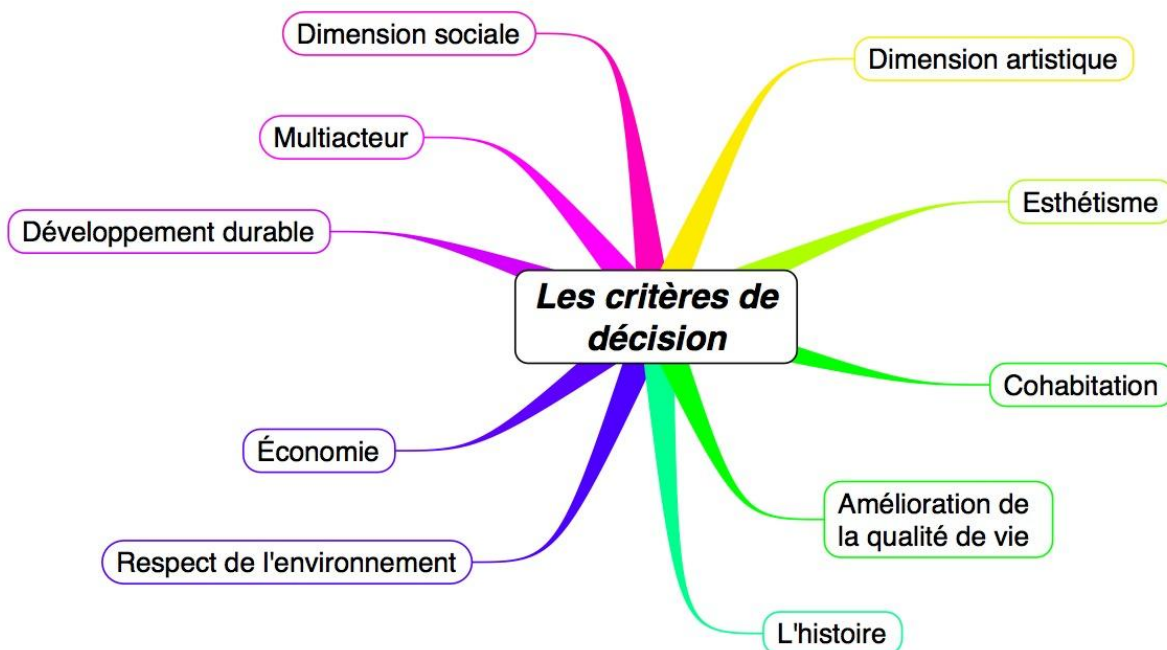 Dimension sociale
Dimension artistique
Multiacteur
Esthétisme
Développement durable
Les critères de
décision
Cohabitation
Économie
Amélioration de
la qualité de vie
Respect de l'environnement
L'histoire